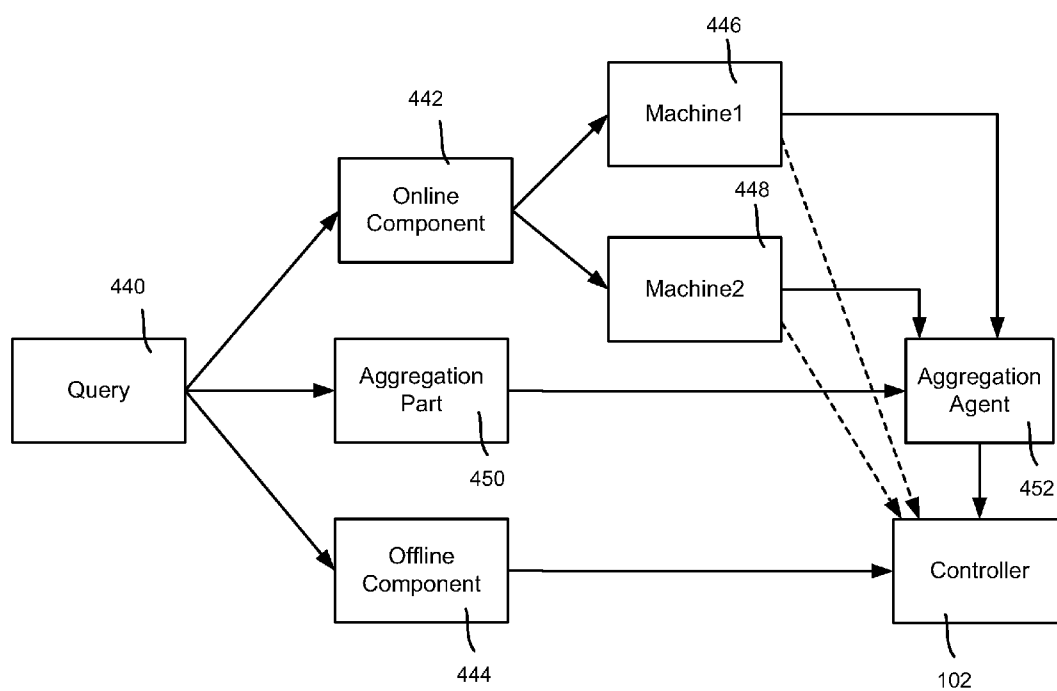 446
Machine1
442
Online
Component
448
Machine2
440
Query
Aggregation
Part
450
Aggregation
Agent
452
Offline
Component
444
Controller
102